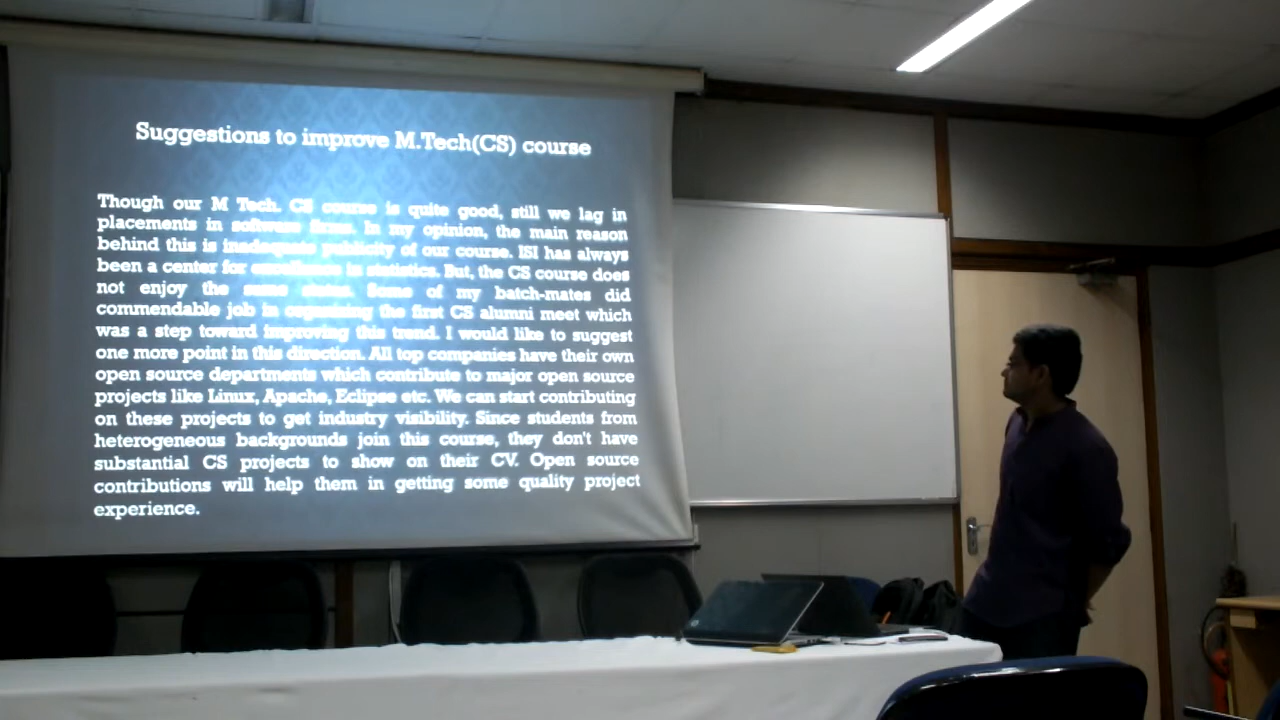 Suggestions to improve M.Tech(CS) course
Though our M Tech. CS course is quite good, still we lag in
placements in software firms. In my opinion, the main reason
behind this is inadequate publicity of our course. ISI has always
been a center for excellence in statistics. But, the CS course does
not enjoy the same status. Some of my batch-mates did
commendable job in organising the first CS alumni meet which
was a step toward improving this trend. I would like to suggest
one more point in this direction. All top companies have their own
open source departments which contribute to major open source
projects like Linux, Apache, Eclipse etc. We can start contributing
on these projects to get industry visibility. Since students from
heterogeneous backgrounds join this course, they don't have
substantial CS projects to show on their CV. Open source
contributions will help them in getting some quality project
experience.